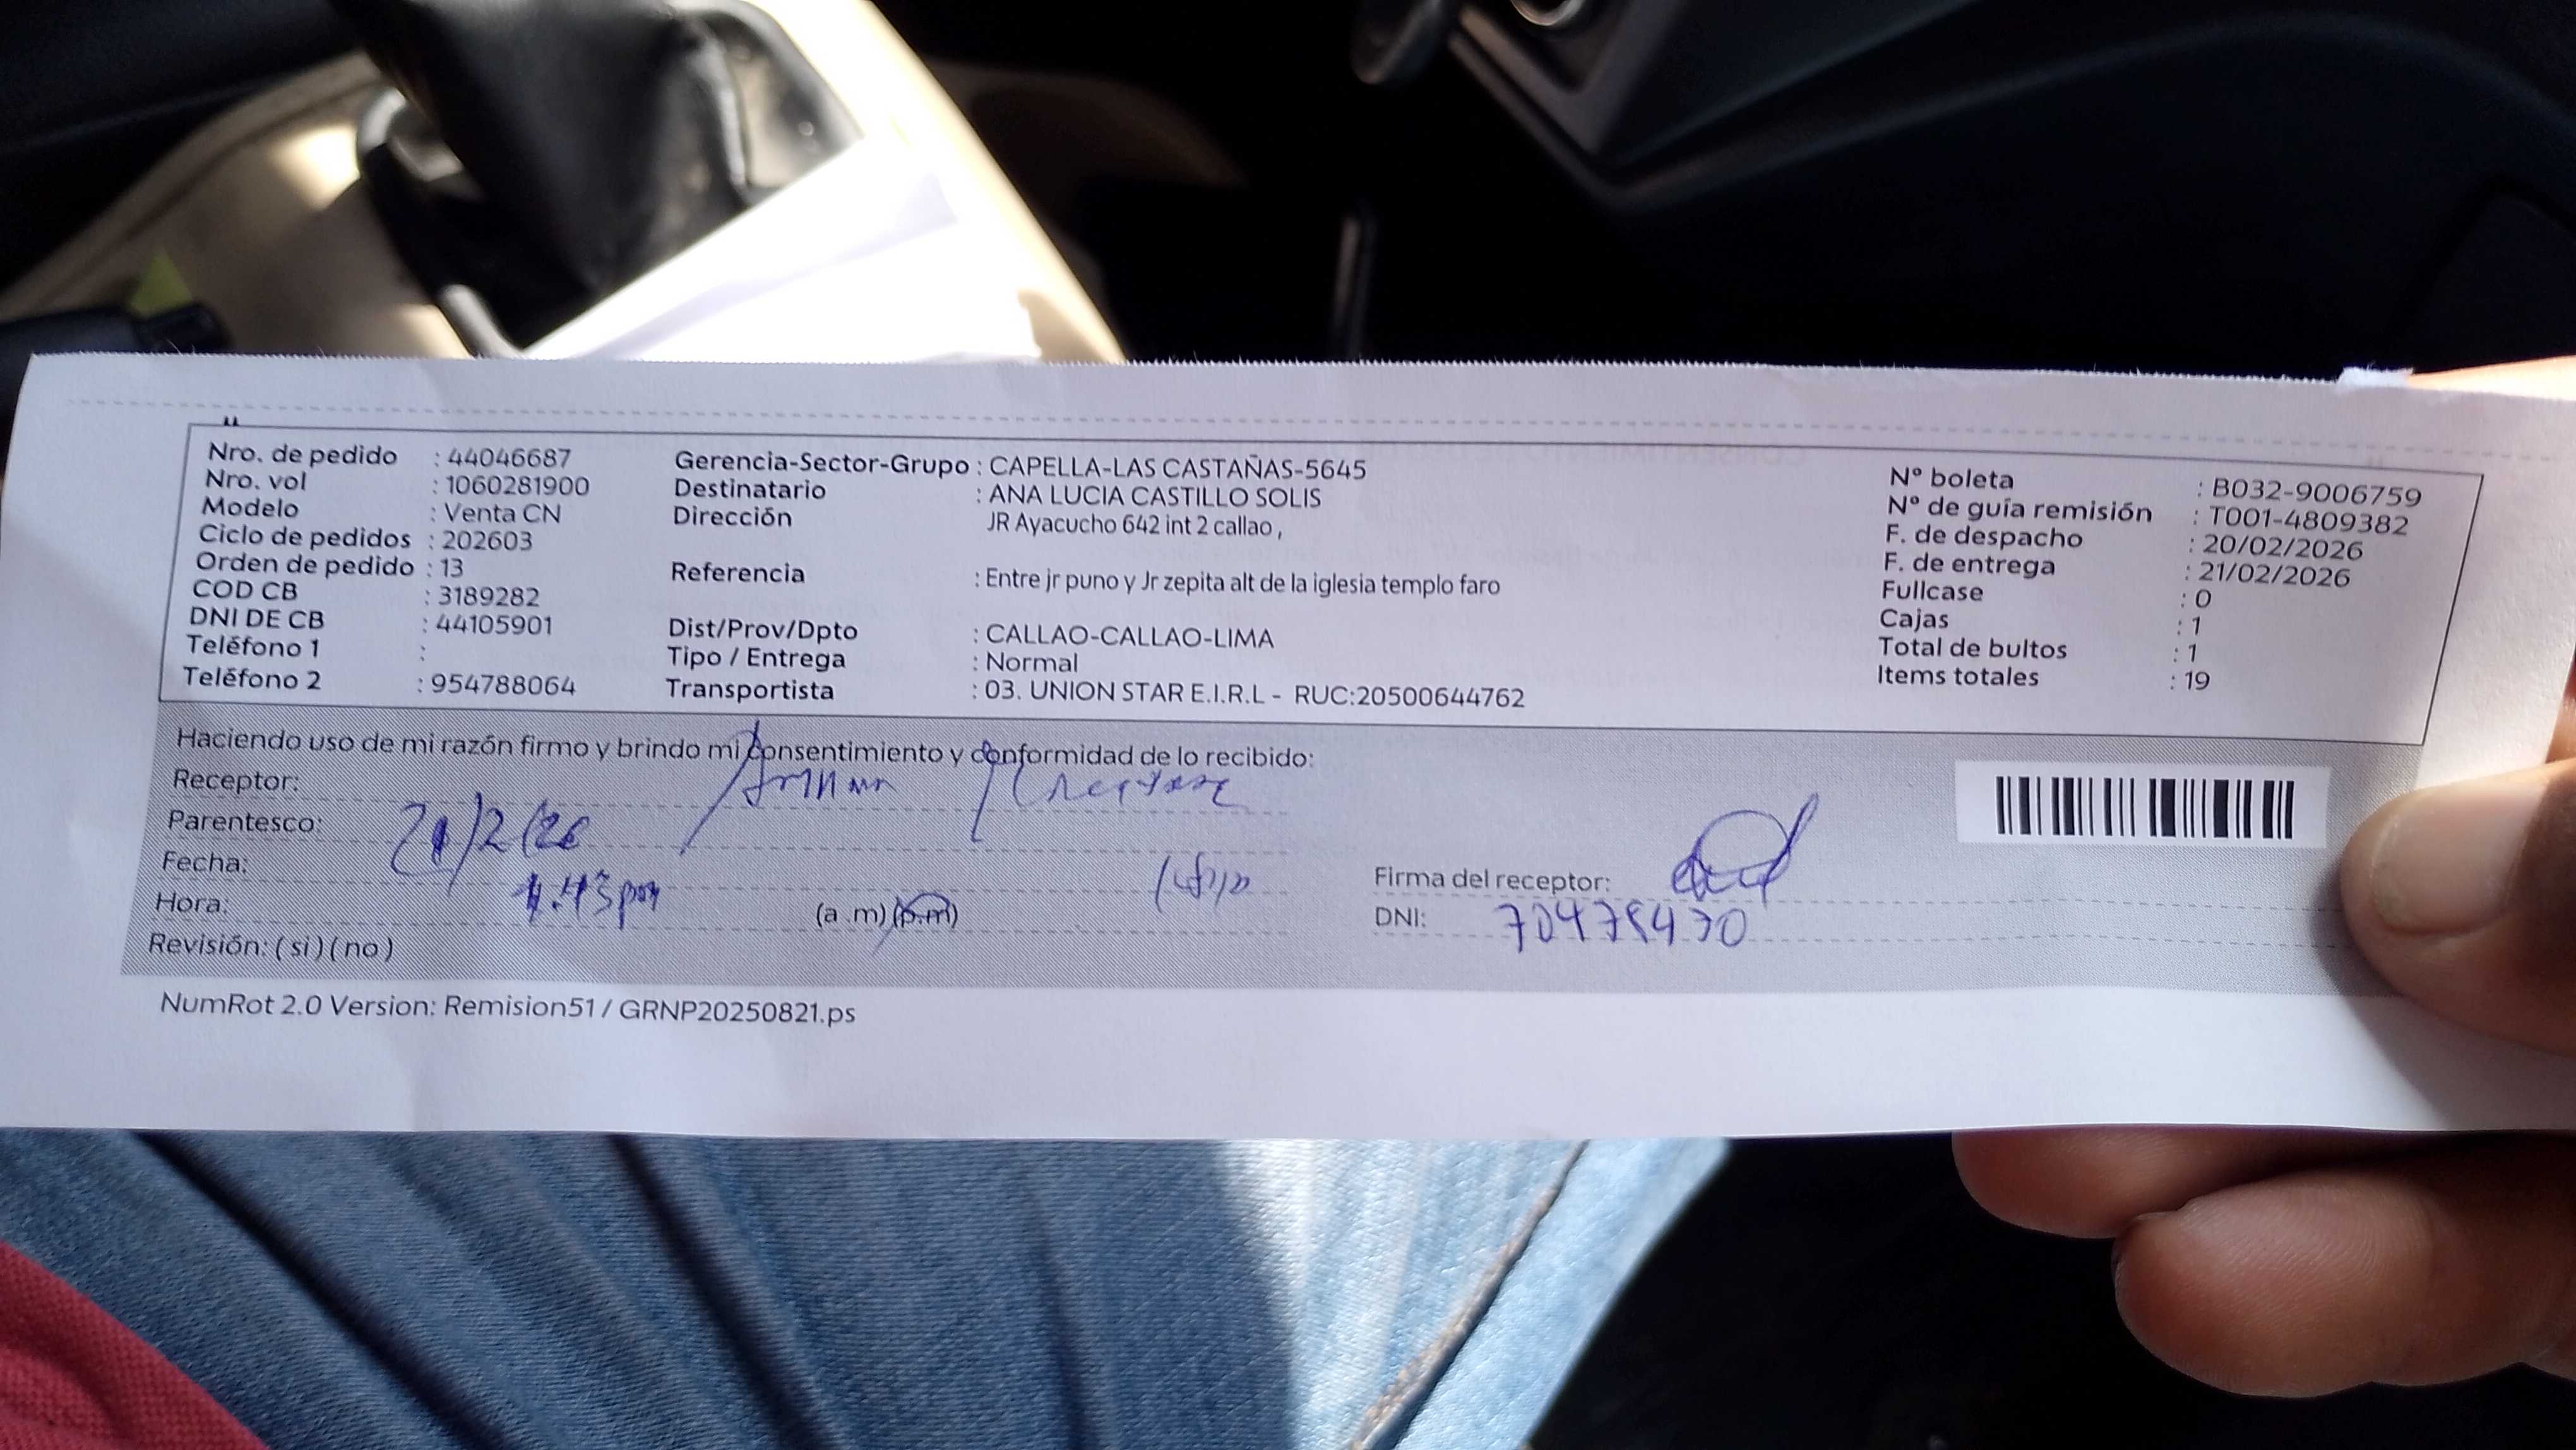 Nro. de pedido : 44046687
Nro. vol : 1060281900
Modelo : Venta CN
Ciclo de pedidos : 202603
Orden de pedido : 13
COD CB : 3189282
DNI DE CB : 44105901
Teléfono 1 :
Teléfono 2 : 954788064
Gerencia-Sector-Grupo : CAPELLA-LAS CASTAÑAS-5645
Destinatario : ANA LUCIA CASTILLO SOLIS
Dirección JR Ayacucho 642 int 2 callao ,
Referencia : Entre jr puno y Jr zepita alt de la iglesia templo faro
Dist/Prov/Dpto : CALLAO-CALLAO-LIMA
Tipo / Entrega : Normal
Transportista : 03. UNION STAR E.I.R.L - RUC:20500644762
Nº boleta : B032-9006759
Nº de guía remisión : T001-4809382
F. de despacho : 20/02/2026
F. de entrega : 21/02/2026
Fullcase : 0
Cajas : 1
Total de bultos : 1
Items totales : 19
Haciendo uso de mi razón firmo y brindo mi consentimiento y conformidad de lo recibido:
Receptor:
Parentesco: 21/2/26
Fecha:
Hora: (a .m) (p.m)
Revisión: ( si ) ( no )
Firma del receptor:
DNI:
NumRot 2.0 Version: Remision51 / GRNP20250821.ps